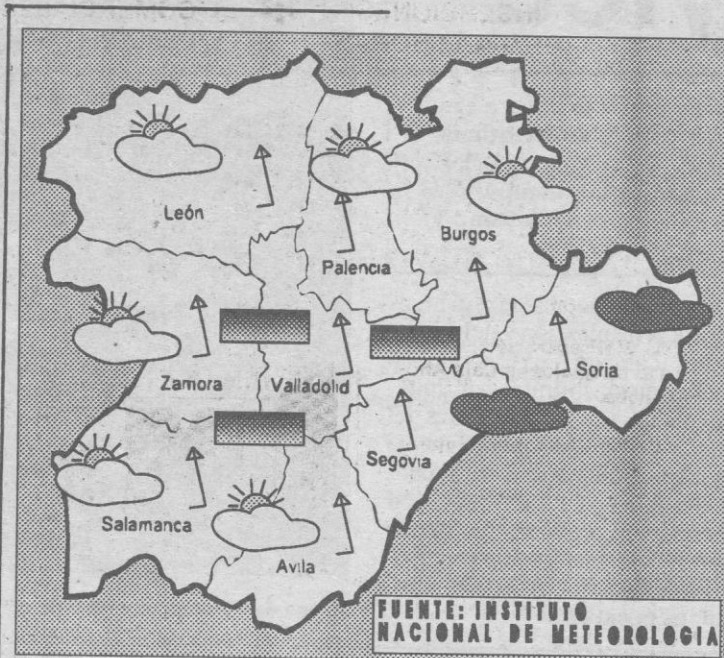 León
Burgos
Palencia
Soria
Zamora
Valladolid
Segovia
Salamanca
Avila
FUENTE: INSTITUTO
NACIONAL DE METEOROLOGIA